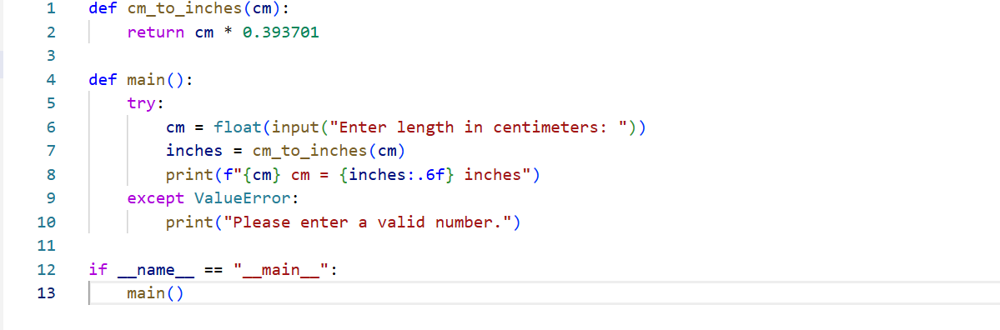 1 def cm_to_inches(cm):
2     return cm * 0.393701
3
4 def main():
5     try:
6         cm = float(input("Enter length in centimeters: "))
7         inches = cm_to_inches(cm)
8         print(f"{cm} cm = {inches:.6f} inches")
9     except ValueError:
10         print("Please enter a valid number.")
11
12 if __name__ == "__main__":
13     main()